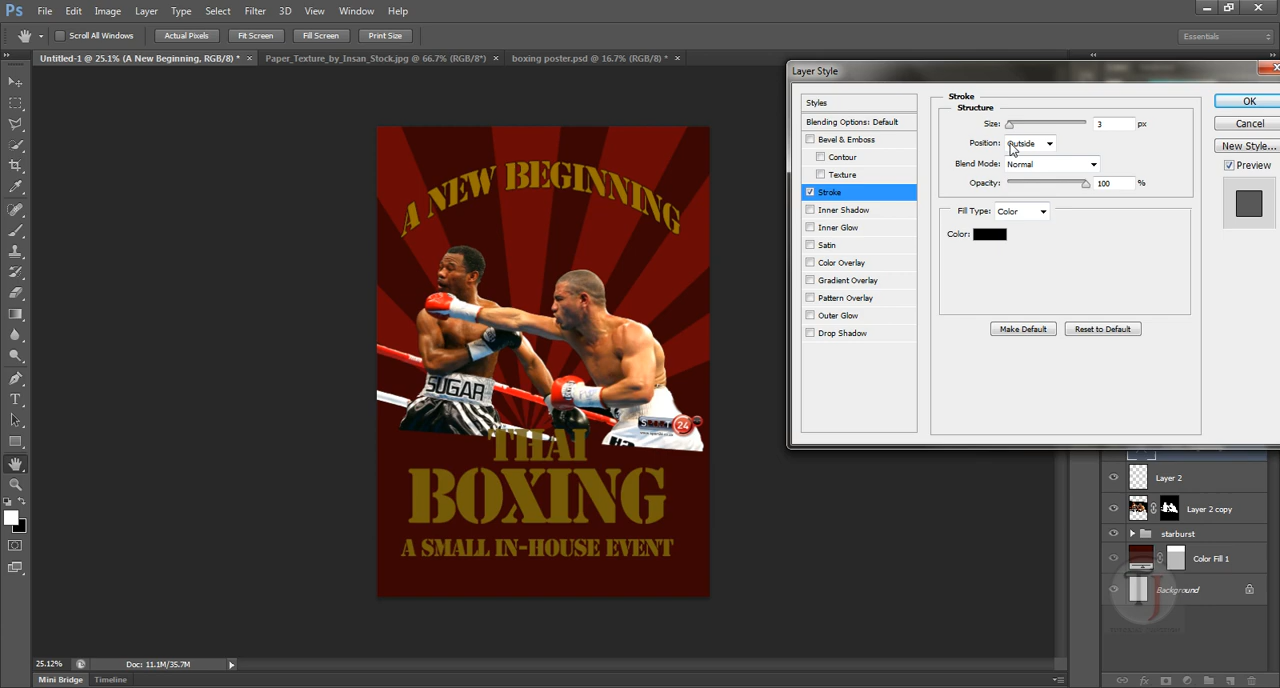 Ps File Edit Image Layer Type Select Filter 3D View Window Help
Scroll All Windows Actual Pixels Fit Screen Fill Screen Print Size Essentials
Untitled-1 @ 25.1% (A New Beginning, RGB/8) * × Paper_Texture_by_Insan_Stock.jpg @ 66.7% (RGB/8*) × boxing poster.psd @ 16.7% (RGB/8) * ×
Layer Style
Styles
Blending Options: Default
Bevel & Emboss
Contour
Texture
Stroke
Inner Shadow
Inner Glow
Satin
Color Overlay
Gradient Overlay
Pattern Overlay
Outer Glow
Drop Shadow
Stroke
Structure
Size: 3 px
Position: Outside
Blend Mode: Normal
Opacity: 100 %
Fill Type: Color
Color:
Make Default Reset to Default
OK
Cancel
New Style...
Preview
A NEW BEGINNING
SUGAR
24
THAI
BOXING
A SMALL IN-HOUSE EVENT
Layer 2
Layer 2 copy
starburst
Color Fill 1
Background
25.12% Doc: 11.1M/35.7M
Mini Bridge Timeline